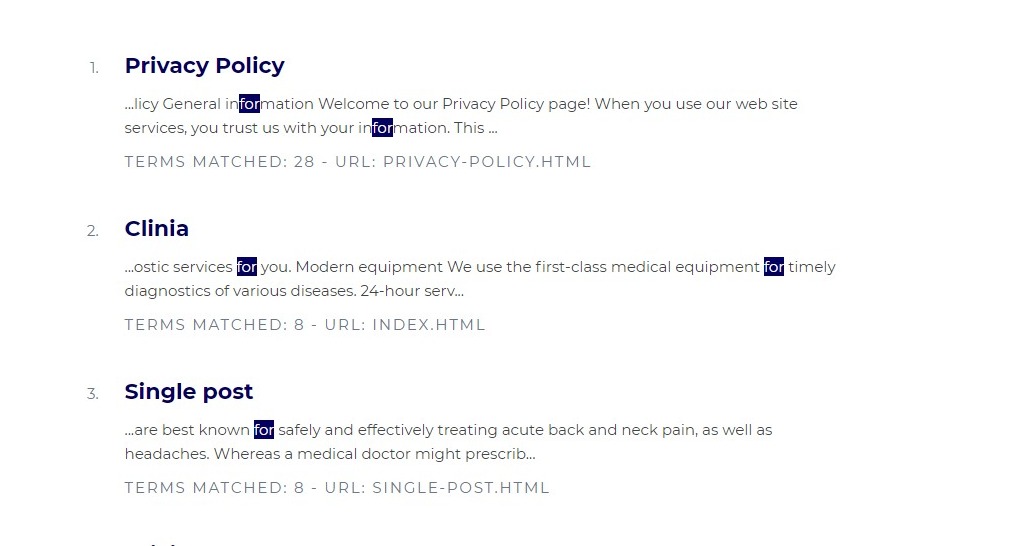 1. Privacy Policy
...licy General information Welcome to our Privacy Policy page! When you use our web site
services, you trust us with your information. This ...
TERMS MATCHED: 28 - URL: PRIVACY-POLICY.HTML
2. Clinia
...ostic services for you. Modern equipment We use the first-class medical equipment for timely
diagnostics of various diseases. 24-hour serv...
TERMS MATCHED: 8 - URL: INDEX.HTML
3. Single post
...are best known for safely and effectively treating acute back and neck pain, as well as
headaches. Whereas a medical doctor might prescrib...
TERMS MATCHED: 8 - URL: SINGLE-POST.HTML